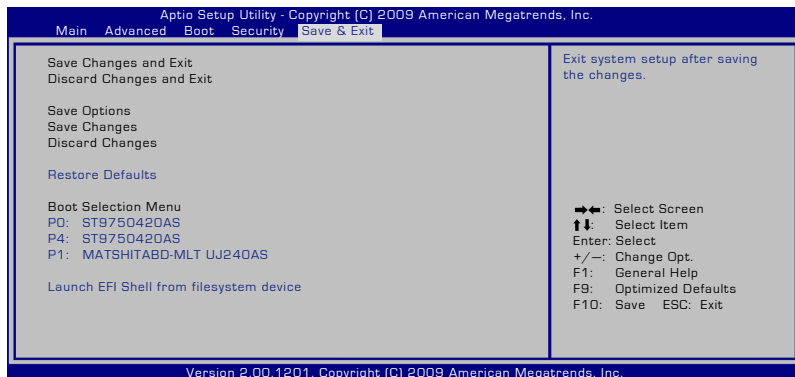 Aptio Setup Utility - Copyright (C) 2009 American Megatrends, Inc.
Main Advanced Boot Security Save & Exit
Save Changes and Exit
Discard Changes and Exit
Save Options
Save Changes
Discard Changes
Restore Defaults
Boot Selection Menu
P0: ST9750420AS
P4: ST9750420AS
P1: MATSHITABD-MLT UJ240AS
Launch EFI Shell from filesystem device
Exit system setup after saving
the changes.
→←: Select Screen
↑↓: Select Item
Enter: Select
+/—: Change Opt.
F1: General Help
F9: Optimized Defaults
F10: Save ESC: Exit
Version 2.00.1201. Copyright (C) 2009 American Megatrends, Inc.